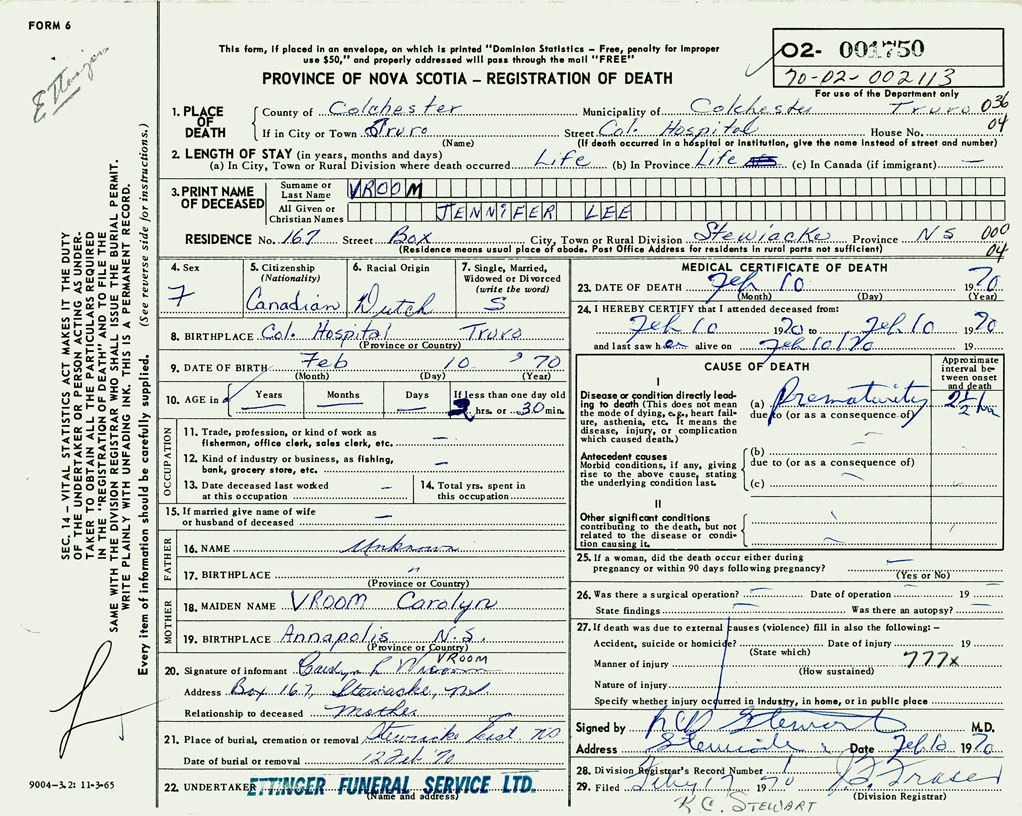 FORM 6
Ettinger
This form, if placed in an envelope, on which is printed "Dominion Statistics – Free, penalty for improper
use $50," and properly addressed will pass through the mail "FREE"
PROVINCE OF NOVA SCOTIA – REGISTRATION OF DEATH
02- 001750
70-02-002113
For use of the Department only
1. PLACE OF DEATH
County of Colchester Municipality of Colchester Truro 036
If in City or Town Truro Street Col. Hospital House No. 04
(Name) (If death occurred in a hospital or institution, give the name instead of street and number)
2. LENGTH OF STAY (in years, months and days)
(a) In City, Town or Rural Division where death occurred Life (b) In Province Life (c) In Canada (if immigrant) —
3. PRINT NAME OF DECEASED
Surname or Last Name VROOM
All Given or Christian Names JENNIFER LEE
RESIDENCE No. 167 Street Box City, Town or Rural Division Stewiacke Province NS 000
(Residence means usual place of abode. Post Office Address for residents in rural parts not sufficient) 04
SEC. 14 – VITAL STATISTICS ACT MAKES IT THE DUTY
OF THE UNDERTAKER OR PERSON ACTING AS UNDER-
TAKER TO OBTAIN ALL THE PARTICULARS REQUIRED
IN THE "REGISTRATION OF DEATH" AND TO FILE THE
SAME WITH THE DIVISION REGISTRAR WHO SHALL ISSUE THE BURIAL PERMIT.
WRITE PLAINLY WITH UNFADING INK. THIS IS A PERMANENT RECORD.
Every item of information should be carefully supplied. (See reverse side for instructions.)
4. Sex F
5. Citizenship (Nationality) Canadian
6. Racial Origin Dutch
7. Single, Married, Widowed or Divorced (write the word) S
8. BIRTHPLACE Col. Hospital Truro
(Province or Country)
9. DATE OF BIRTH Feb 10 '70
(Month) (Day) (Year)
10. AGE in Years Months Days If less than one day old
hrs. or 30 min.
OCCUPATION
11. Trade, profession, or kind of work as
fisherman, office clerk, sales clerk, etc. —
12. Kind of industry or business, as fishing,
bank, grocery store, etc. —
13. Date deceased last worked
at this occupation —
14. Total yrs. spent in
this occupation
15. If married give name of wife
or husband of deceased —
FATHER
16. NAME Unknown
17. BIRTHPLACE "
(Province or Country)
MOTHER
18. MAIDEN NAME VROOM Carolyn
19. BIRTHPLACE Annapolis N.S.
(Province or Country)
VROOM
20. Signature of informant Carolyn L Vroom
Address Box 167, Stewiacke, NS
Relationship to deceased Mother
21. Place of burial, cremation or removal Stewiacke East NS
Date of burial or removal 12 Feb '70
22. UNDERTAKER ETTINGER FUNERAL SERVICE LTD.
(Name and address)
9004–3.2: 11-3-65
MEDICAL CERTIFICATE OF DEATH
23. DATE OF DEATH Feb 10 1970
(Month) (Day) (Year)
24. I HEREBY CERTIFY that I attended deceased from:
Feb 10 1970 to Feb 10 1970
and last saw her alive on Feb 10/70 19
CAUSE OF DEATH
Approximate interval between onset and death
I
Disease or condition directly lead-
ing to death (This does not mean
the mode of dying, e.g., heart fail-
ure, asthenia, etc. It means the
disease, injury, or complication
which caused death.)
(a) Prematurity 2 1/2 hrs
due to (or as a consequence of)
Antecedent causes
Morbid conditions, if any, giving
rise to the above cause, stating
the underlying condition last.
(b)
due to (or as a consequence of)
(c)
II
Other significant conditions
contributing to the death, but not
related to the disease or condi-
tion causing it.
25. If a woman, did the death occur either during
pregnancy or within 90 days following pregnancy? —
(Yes or No)
26. Was there a surgical operation? — Date of operation — 19
State findings — Was there an autopsy? —
27. If death was due to external causes (violence) fill in also the following: –
Accident, suicide or homicide? Date of injury 19
(State which)
Manner of injury 777x
(How sustained)
Nature of injury
Specify whether injury occurred in industry, in home, or in public place
Signed by Stewart M.D.
Address Stewiacke Date Feb 10 1970
28. Division Registrar's Record Number 1
29. Filed Feby 17 1970 Fraser
(Division Registrar)
K C. STEWART